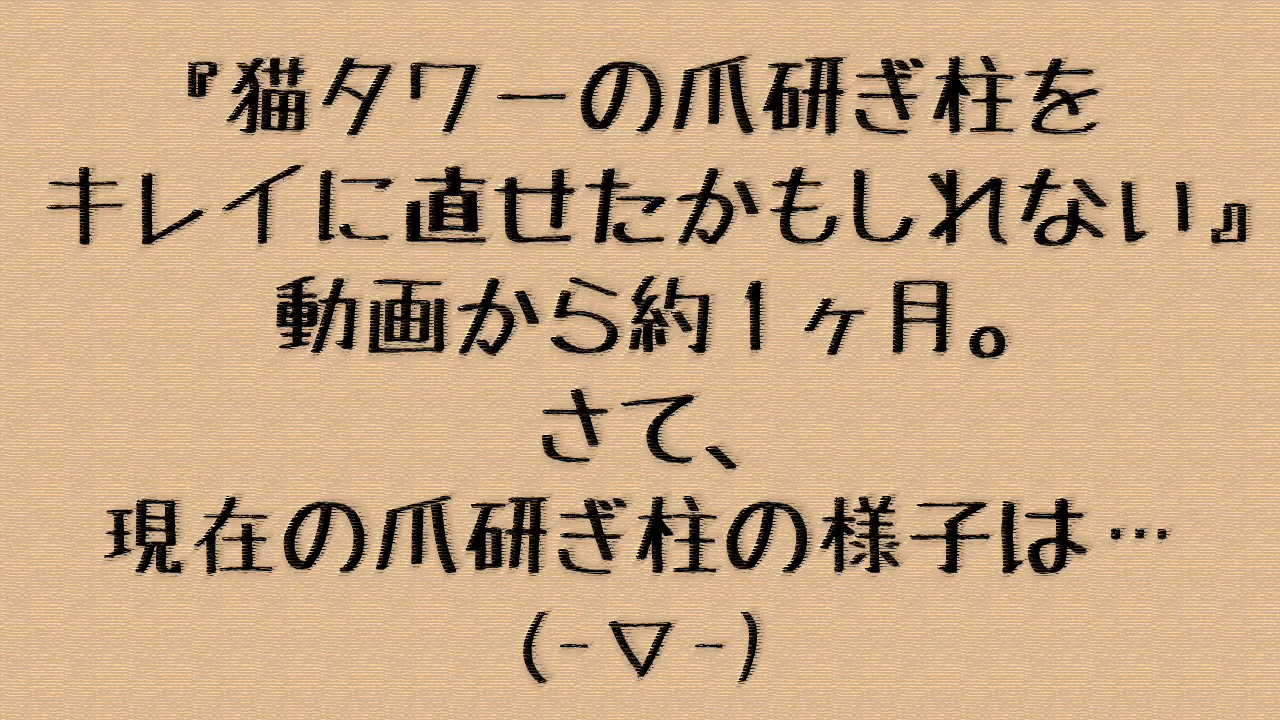 『猫タワーの爪研ぎ柱を
キレイに直せたかもしれない』
動画から約1ヶ月。
さて、
現在の爪研ぎ柱の様子は…
(-▽-)